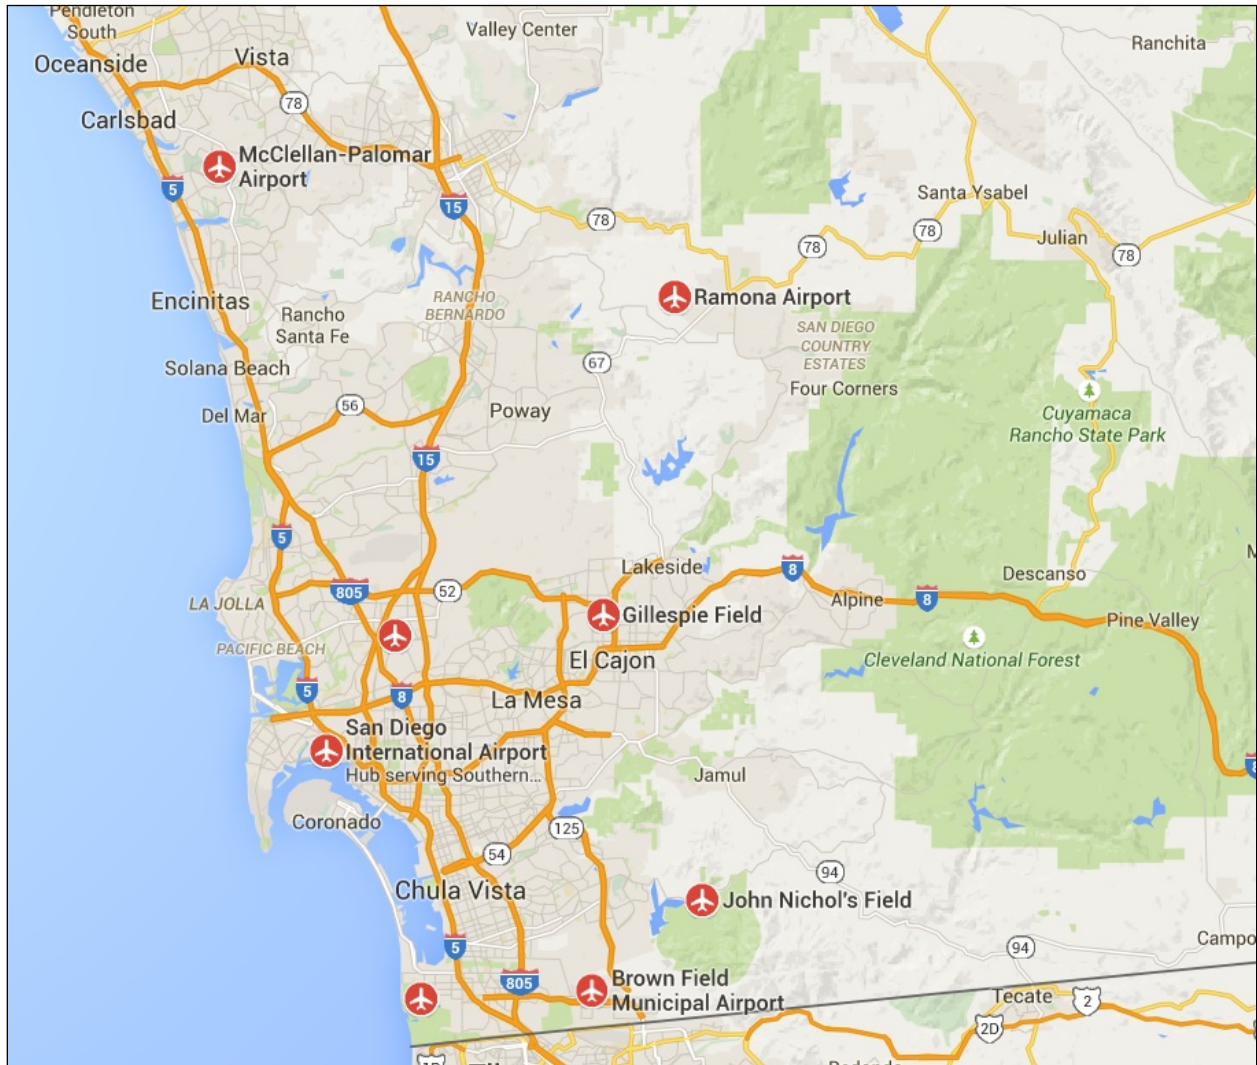 Pendleton
South
Valley Center
Ranchita
Oceanside
Vista
78
Carlsbad
McClellan-Palomar
Airport
5
15
Santa Ysabel
78
78
78
Julian
78
Encinitas
RANCHO
BERNARDO
Ramona Airport
Rancho
Santa Fe
SAN DIEGO
COUNTRY
ESTATES
Solana Beach
67
Four Corners
56
Del Mar
Poway
Cuyamaca
Rancho State Park
15
5
Lakeside
8
Descanso
805
52
LA JOLLA
Alpine
8
Gillespie Field
Pine Valley
PACIFIC BEACH
El Cajon
Cleveland National Forest
5
8
La Mesa
San Diego
International Airport
Hub serving Southern...
Jamul
8
Coronado
125
54
94
Chula Vista
John Nichol's Field
5
94
Campo
805
Brown Field
Municipal Airport
Tecate
2
2D